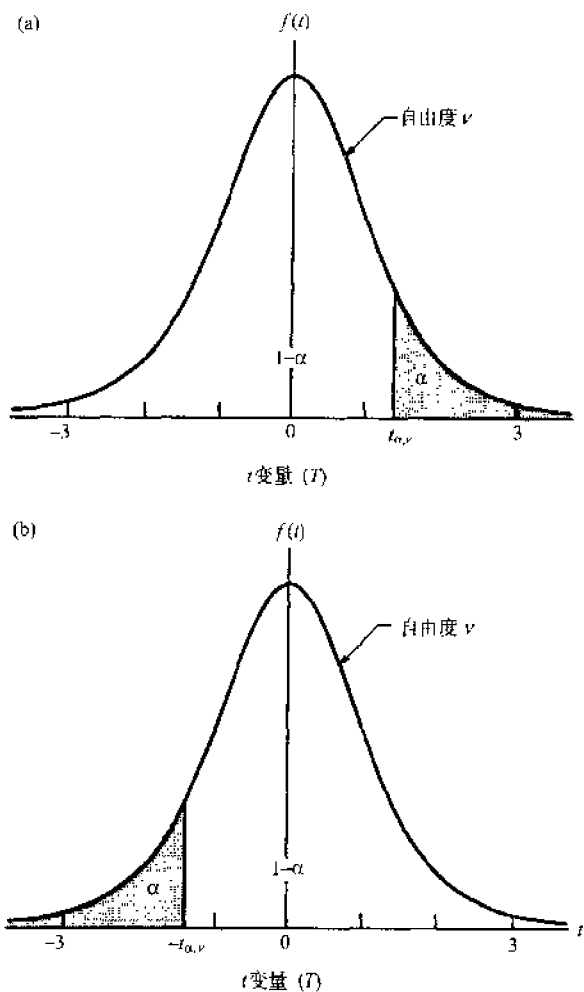 (a)
f(t)
自由度 ν
1−α
α
−3 0 t_{α,ν} 3
t变量 (T)
(b)
f(t)
自由度 ν
α
1−α
−3 −t_{α,ν} 0 3 t
t变量 (T)